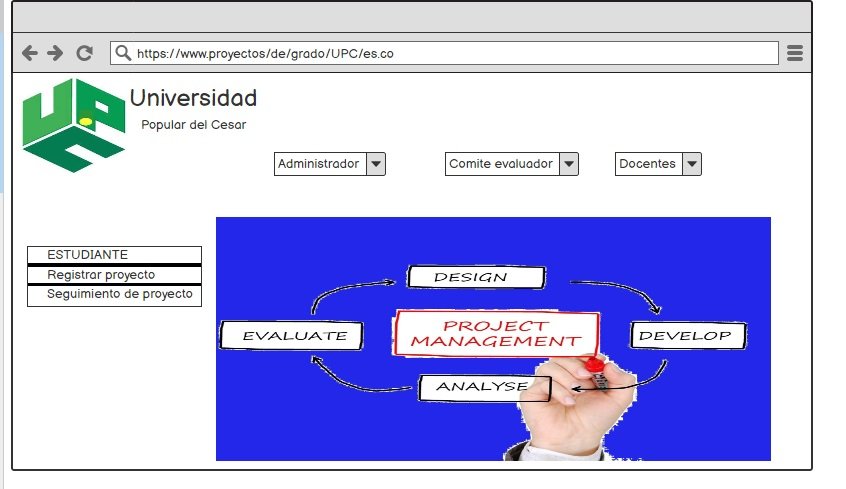 https://www.proyectos/de/grado/UPC/es.co
UPC
Universidad
Popular del Cesar
Administrador
Comite evaluador
Docentes
ESTUDIANTE
Registrar proyecto
Seguimiento de proyecto
DESIGN
PROJECT
MANAGEMENT
EVALUATE
DEVELOP
ANALYSE